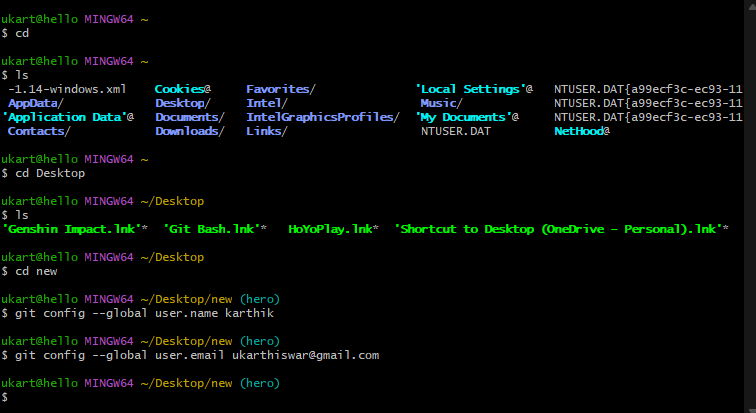 ukart@hello MINGW64 ~
$ cd
ukart@hello MINGW64 ~
$ ls
-1.14-windows.xml Cookies@ Favorites/ 'Local Settings'@ NTUSER.DAT{a99ecf3c-ec93-11
AppData/ Desktop/ Intel/ Music/ NTUSER.DAT{a99ecf3c-ec93-11
'Application Data'@ Documents/ IntelGraphicsProfiles/ 'My Documents'@ NTUSER.DAT{a99ecf3c-ec93-11
Contacts/ Downloads/ Links/ NTUSER.DAT NetHood@
ukart@hello MINGW64 ~
$ cd Desktop
ukart@hello MINGW64 ~/Desktop
$ ls
'Genshin Impact.lnk'* 'Git Bash.lnk'* HoYoPlay.lnk* 'Shortcut to Desktop (OneDrive - Personal).lnk'*
ukart@hello MINGW64 ~/Desktop
$ cd new
ukart@hello MINGW64 ~/Desktop/new (hero)
$ git config --global user.name karthik
ukart@hello MINGW64 ~/Desktop/new (hero)
$ git config --global user.email ukarthiswar@gmail.com
ukart@hello MINGW64 ~/Desktop/new (hero)
$